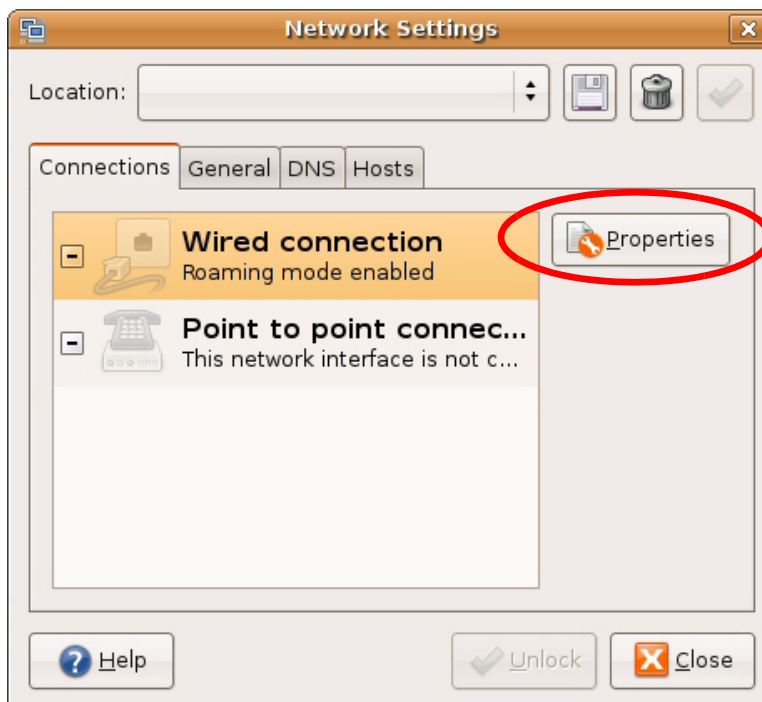 Network Settings
Location:
Connections General DNS Hosts
Wired connection
Roaming mode enabled
Properties
Point to point connec...
This network interface is not c...
Help
Unlock
Close